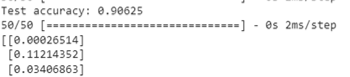 Test accuracy: 0.90625
50/50 [==============================] - 0s 2ms/step
[[0.00026514]
[0.11214352]
[0.03406863]